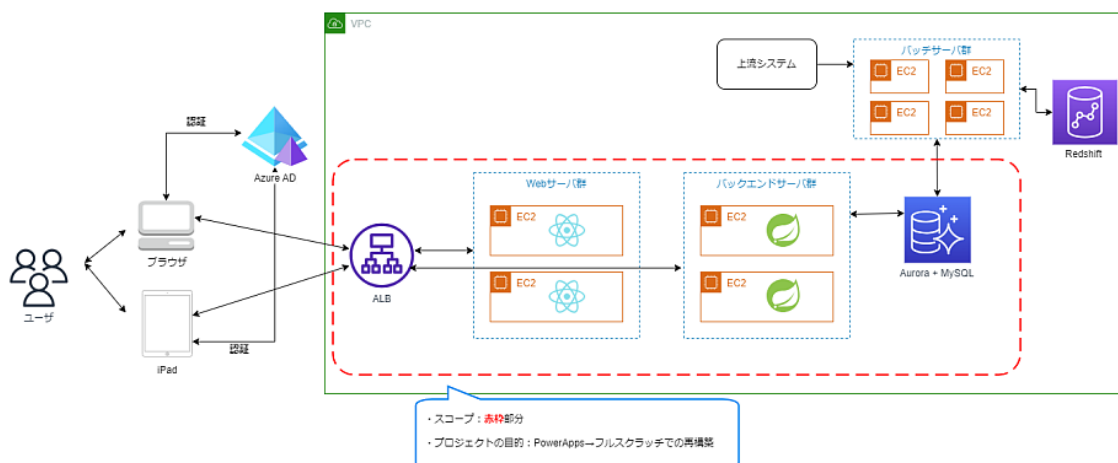 VPC
上流システム
バッチサーバ群
EC2
EC2
EC2
EC2
Redshift
認証
Azure AD
Webサーバ群
バックエンドサーバ群
EC2
EC2
EC2
EC2
ブラウザ
ユーザ
ALB
Aurora + MySQL
認証
iPad
・スコープ：赤枠部分
・プロジェクトの目的：PowerApps→フルスクラッチでの再構築